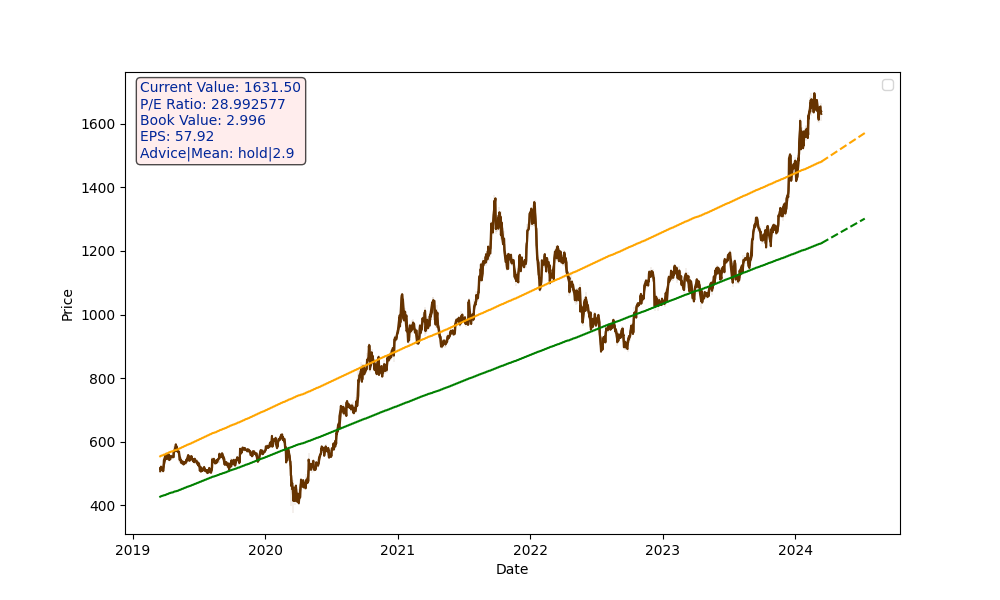 Current Value: 1631.50
P/E Ratio: 28.992577
Book Value: 2.996
EPS: 57.92
Advice|Mean: hold|2.9
1600
1400
1200
1000
800
600
400
Price
2019 2020 2021 2022 2023 2024
Date